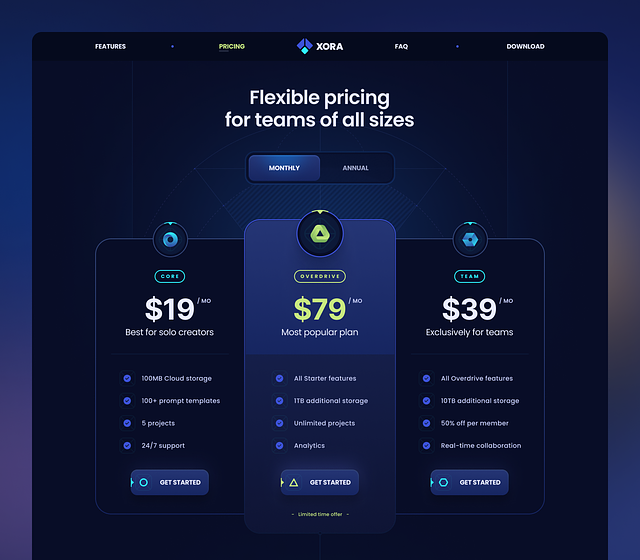 FEATURES
PRICING
XORA
FAQ
DOWNLOAD
Flexible pricing
for teams of all sizes
MONTHLY
ANNUAL
CORE
$19 / MO
Best for solo creators
100MB Cloud storage
100+ prompt templates
5 projects
24/7 support
GET STARTED
OVERDRIVE
$79 / MO
Most popular plan
All Starter features
1TB additional storage
Unlimited projects
Analytics
GET STARTED
– Limited time offer –
TEAM
$39 / MO
Exclusively for teams
All Overdrive features
10TB additional storage
50% off per member
Real-time collaboration
GET STARTED